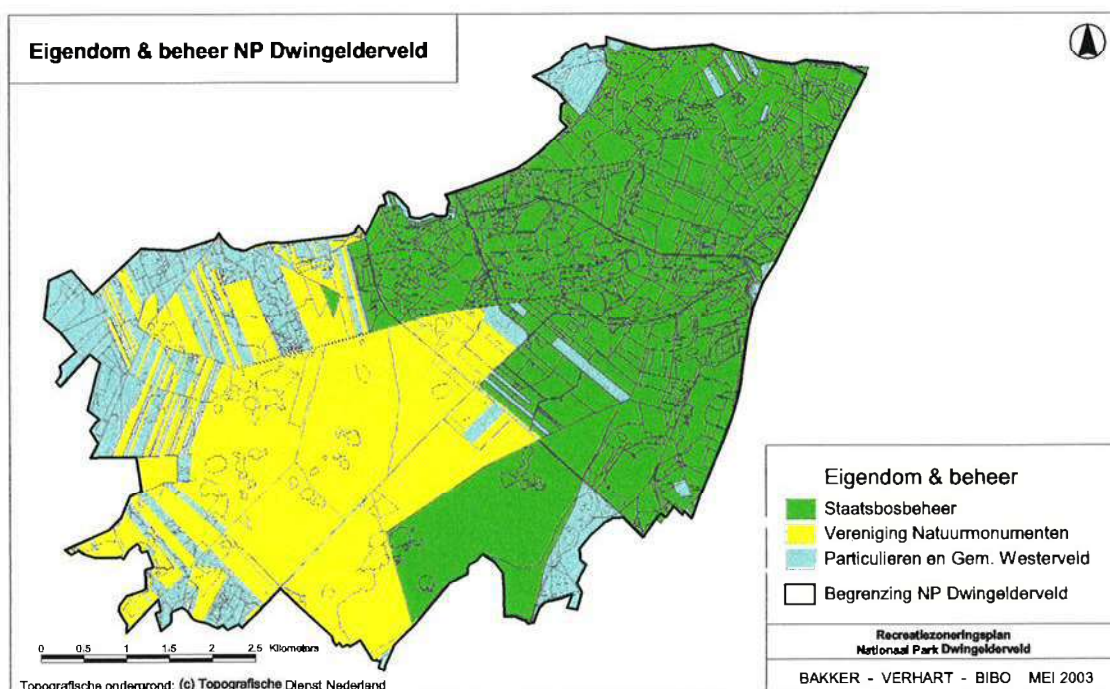 Eigendom & beheer NP Dwingelderveld
Eigendom & beheer
Staatsbosbeheer
Vereniging Natuurmonumenten
Particulieren en Gem. Westerveld
Begrenzing NP Dwingelderveld
0 0.5 1 1.5 2 2.5 Kilometers
Recreatiezoneringsplan
Nationaal Park Dwingelderveld
Topografische ondergrond: (c) Topografische Dienst Nederland
BAKKER - VERHART - BIBO MEI 2003